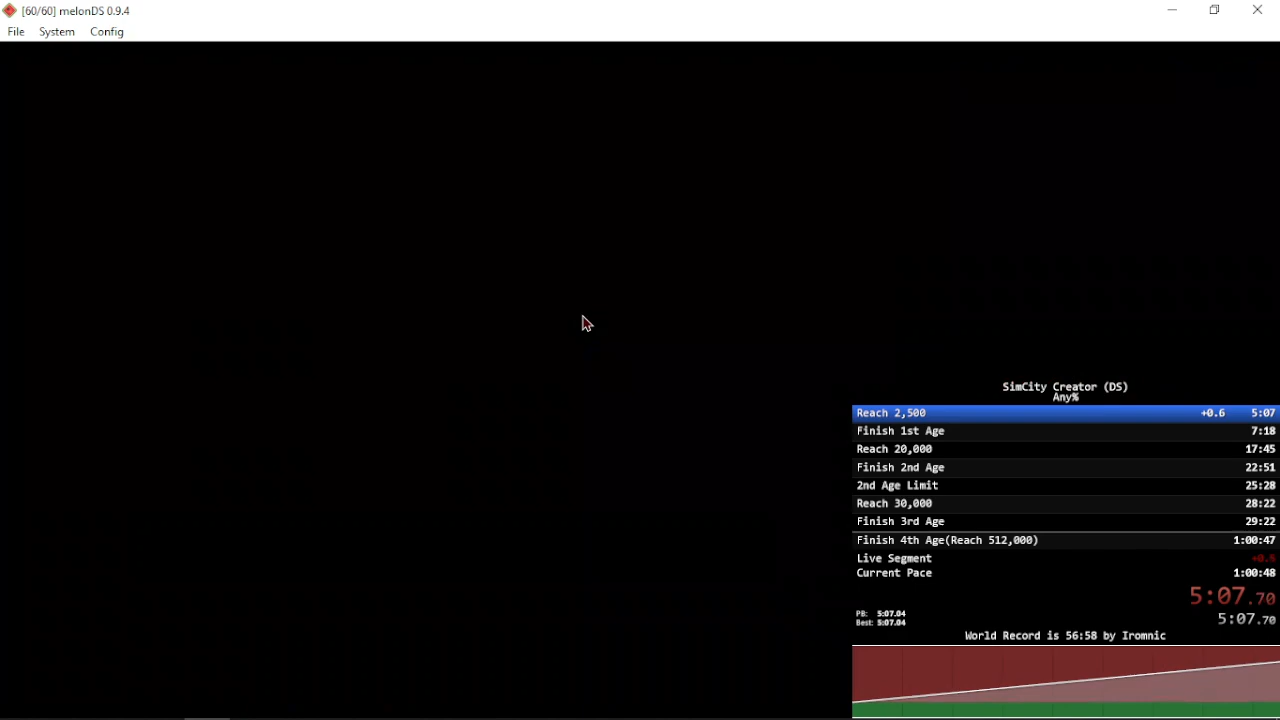 [60/60] melonDS 0.9.4
File System Config
SimCity Creator (DS)
Any%
Reach 2,500 +0.6 5:07
Finish 1st Age 7:18
Reach 20,000 17:45
Finish 2nd Age 22:51
2nd Age Limit 25:28
Reach 30,000 28:22
Finish 3rd Age 29:22
Finish 4th Age(Reach 512,000) 1:00:47
Live Segment
Current Pace 1:00:48
5:07.70
PB: 5:07.04
Best: 5:07.04
5:07.70
World Record is 56:58 by Iromnic